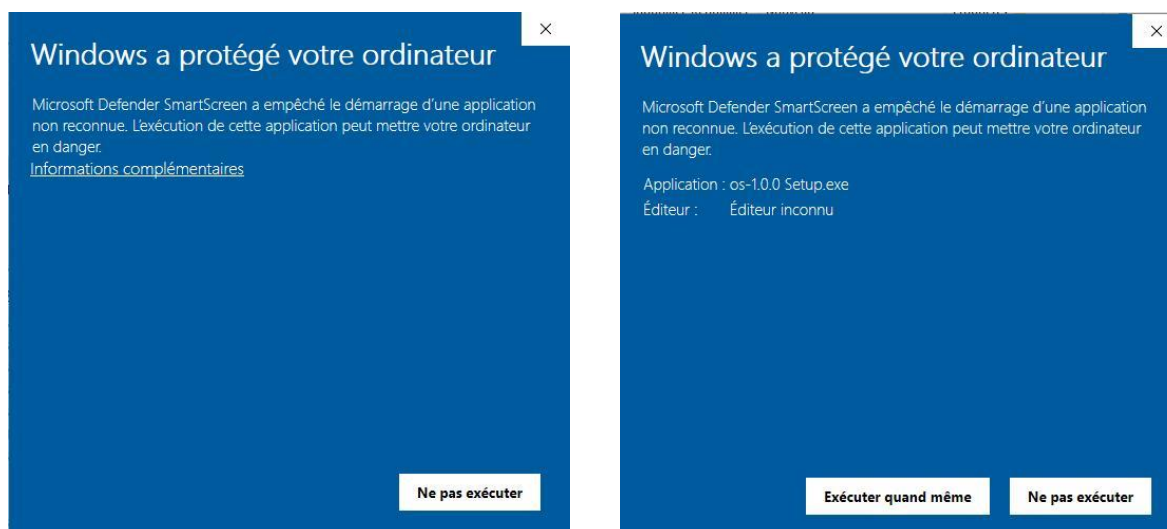 Windows a protégé votre ordinateur
Microsoft Defender SmartScreen a empêché le démarrage d'une application
non reconnue. L'exécution de cette application peut mettre votre ordinateur
en danger.
Informations complémentaires
Ne pas exécuter
Windows a protégé votre ordinateur
Microsoft Defender SmartScreen a empêché le démarrage d'une application
non reconnue. L'exécution de cette application peut mettre votre ordinateur
en danger.
Application : os-1.0.0 Setup.exe
Éditeur : Éditeur inconnu
Exécuter quand même Ne pas exécuter